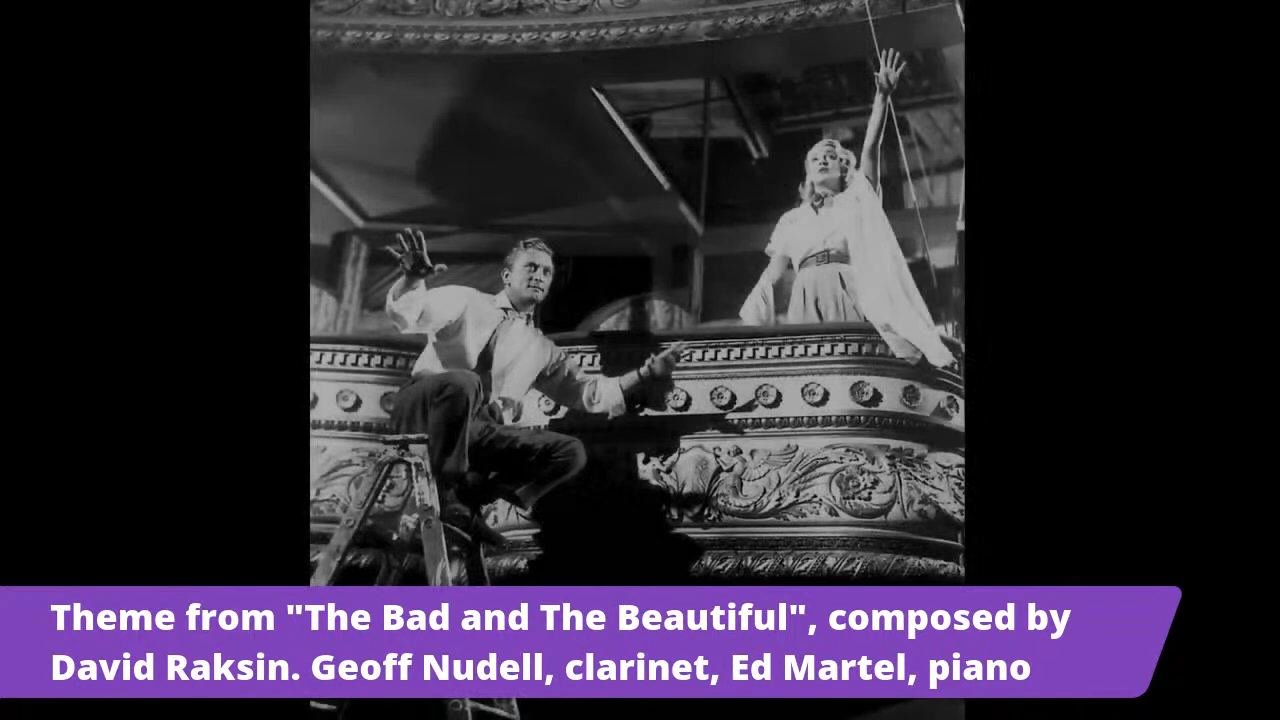 Theme from "The Bad and The Beautiful", composed by
David Raksin. Geoff Nudell, clarinet, Ed Martel, piano